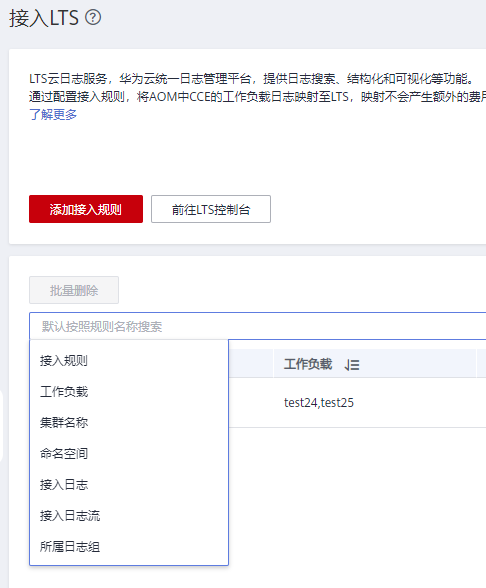 接入LTS ?
LTS云日志服务，华为云统一日志管理平台，提供日志搜索、结构化和可视化等功能。
通过配置接入规则，将AOM中CCE的工作负载日志映射至LTS，映射不会产生额外的费用
了解更多
添加接入规则 前往LTS控制台
批量删除
默认按照规则名称搜索
接入规则
工作负载
test24,test25
工作负载
集群名称
命名空间
接入日志
接入日志流
所属日志组